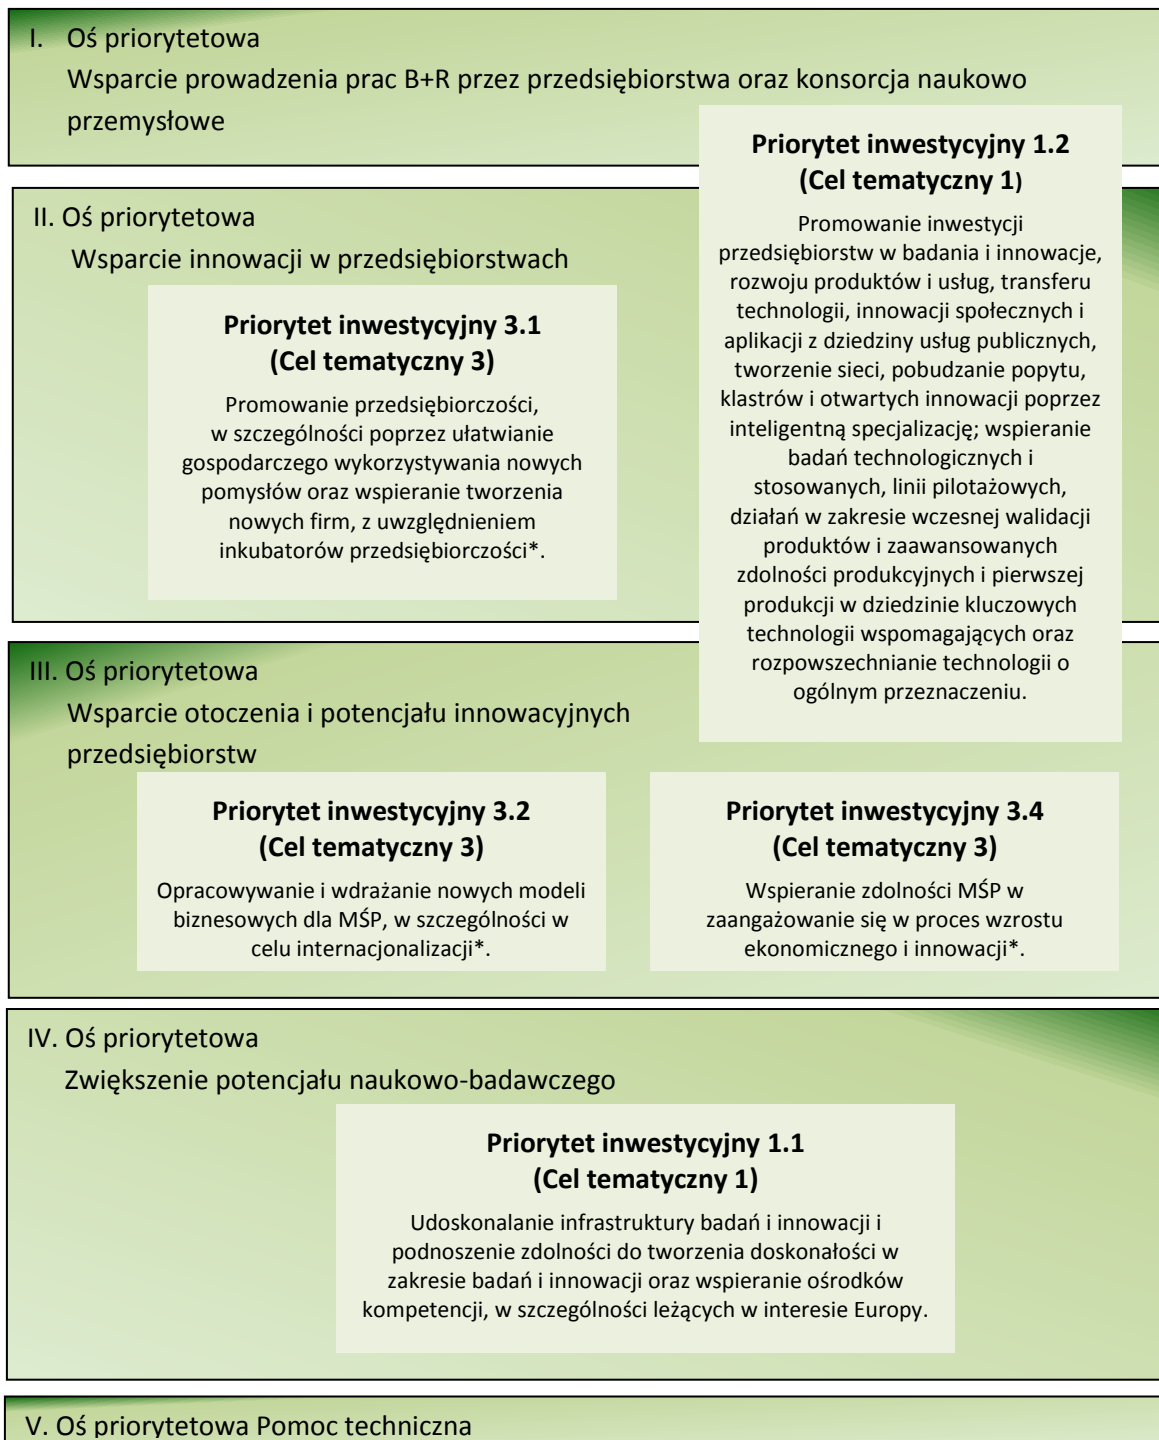 I. Oś priorytetowa
Wsparcie prowadzenia prac B+R przez przedsiębiorstwa oraz konsorcja naukowo
przemysłowe
Priorytet inwestycyjny 1.2
(Cel tematyczny 1)
Promowanie inwestycji
przedsiębiorstw w badania i innowacje,
rozwoju produktów i usług, transferu
technologii, innowacji społecznych i
aplikacji z dziedziny usług publicznych,
tworzenie sieci, pobudzanie popytu,
klastrów i otwartych innowacji poprzez
inteligentną specjalizację; wspieranie
badań technologicznych i
stosowanych, linii pilotażowych,
działań w zakresie wczesnej walidacji
produktów i zaawansowanych
zdolności produkcyjnych i pierwszej
produkcji w dziedzinie kluczowych
technologii wspomagających oraz
rozpowszechnianie technologii o
ogólnym przeznaczeniu.
II. Oś priorytetowa
Wsparcie innowacji w przedsiębiorstwach
Priorytet inwestycyjny 3.1
(Cel tematyczny 3)
Promowanie przedsiębiorczości,
w szczególności poprzez ułatwianie
gospodarczego wykorzystywania nowych
pomysłów oraz wspieranie tworzenia
nowych firm, z uwzględnieniem
inkubatorów przedsiębiorczości*.
III. Oś priorytetowa
Wsparcie otoczenia i potencjału innowacyjnych
przedsiębiorstw
Priorytet inwestycyjny 3.2
(Cel tematyczny 3)
Opracowywanie i wdrażanie nowych modeli
biznesowych dla MŚP, w szczególności w
celu internacjonalizacji*.
Priorytet inwestycyjny 3.4
(Cel tematyczny 3)
Wspieranie zdolności MŚP w
zaangażowanie się w proces wzrostu
ekonomicznego i innowacji*.
IV. Oś priorytetowa
Zwiększenie potencjału naukowo-badawczego
Priorytet inwestycyjny 1.1
(Cel tematyczny 1)
Udoskonalanie infrastruktury badań i innowacji i
podnoszenie zdolności do tworzenia doskonałości w
zakresie badań i innowacji oraz wspieranie ośrodków
kompetencji, w szczególności leżących w interesie Europy.
V. Oś priorytetowa Pomoc techniczna